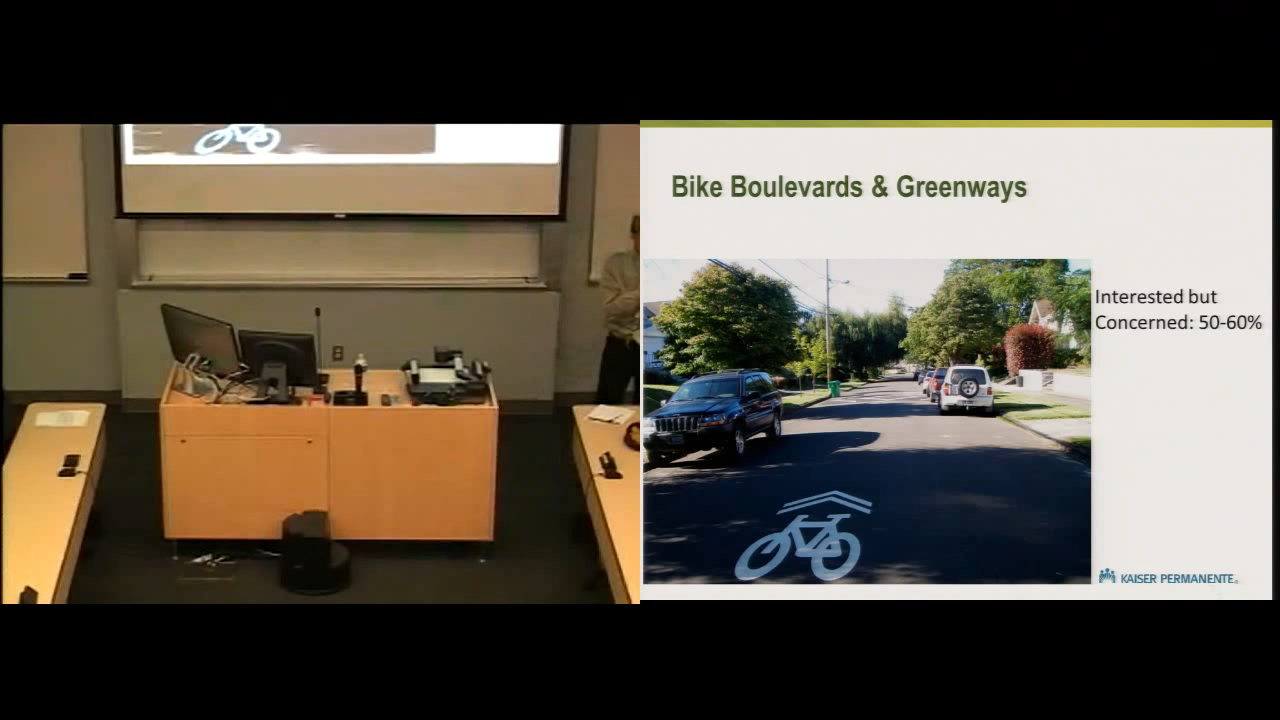 Bike Boulevards & Greenways
Interested but
Concerned: 50-60%
KAISER PERMANENTE®